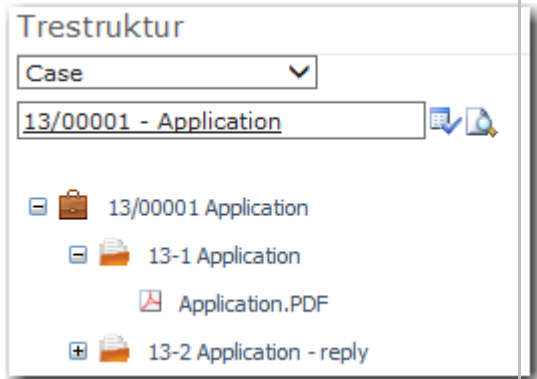 Trestruktur
Case
13/00001 - Application
13/00001 Application
13-1 Application
Application.PDF
13-2 Application - reply